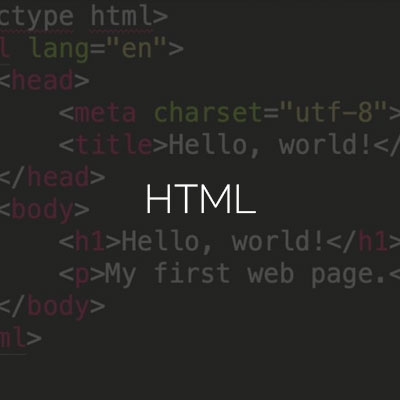 ctype html>
l lang="en">
<head>
<meta charset="utf-8">
<title>Hello, world!</
</head>
HTML
<body>
<h1>Hello, world!</h1>
<p>My first web page.<
</body>
ml>